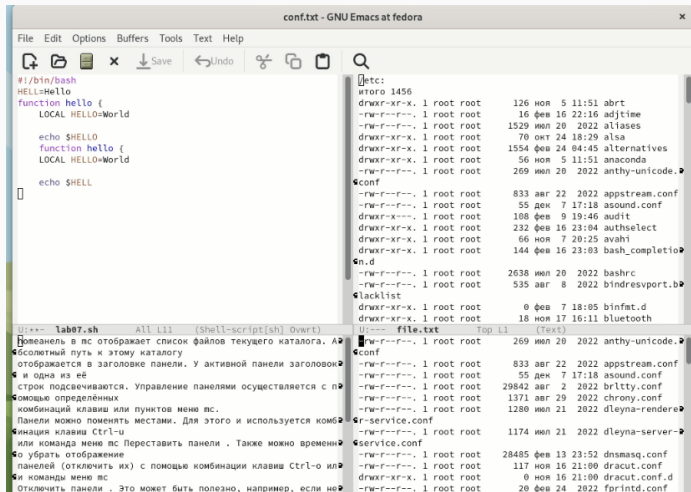 conf.txt - GNU Emacs at fedora
File Edit Options Buffers Tools Text Help
Save Undo
#!/bin/bash
HELL=Hello
function hello {
    LOCAL HELLO=World

    echo $HELLO
    function hello {
    LOCAL HELLO=World

    echo $HELL
U:**- lab07.sh All L11 (Shell-script[sh] Ovwrt)
/etc:
итого 1456
drwxr-xr-x. 1 root root 126 ноя 5 11:51 abrt
-rw-r--r--. 1 root root 16 фев 16 22:16 adjtime
-rw-r--r--. 1 root root 1529 июл 20 2022 aliases
drwxr-xr-x. 1 root root 70 окт 24 18:29 alsa
drwxr-xr-x. 1 root root 1554 фев 24 04:45 alternatives
drwxr-xr-x. 1 root root 56 ноя 5 11:51 anaconda
-rw-r--r--. 1 root root 269 июл 20 2022 anthy-unicode.
conf
-rw-r--r--. 1 root root 833 авг 22 2022 appstream.conf
-rw-r--r--. 1 root root 55 дек 7 17:18 asound.conf
drwxr-x---. 1 root root 108 фев 9 19:46 audit
drwxr-xr-x. 1 root root 232 фев 16 23:04 authselect
drwxr-xr-x. 1 root root 66 ноя 7 20:25 avahi
drwxr-xr-x. 1 root root 144 фев 16 23:03 bash_completio
n.d
-rw-r--r--. 1 root root 2638 июл 20 2022 bashrc
-rw-r--r--. 1 root root 535 авг 8 2022 bindresvport.b
lacklist
drwxr-xr-x. 1 root root 0 фев 7 18:05 binfmt.d
drwxr-xr-x. 1 root root 18 ноя 17 16:11 bluetooth
U:--- file.txt Top L1 (Text)
помеанель в mc отображает список файлов текущего каталога. А
бсолютный путь к этому каталогу
отображается в заголовке панели. У активной панели заголовок
и одна из её
строк подсвечиваются. Управление панелями осуществляется с п
омощью определённых
комбинаций клавиш или пунктов меню mc.
Панели можно поменять местами. Для этого и используется комб
инация клавиш Ctrl-u
или команда меню mc Переставить панели . Также можно временн
о убрать отображение
панелей (отключить их) с помощью комбинации клавиш Ctrl-o ил
и команды меню mc
Отключить панели . Это может быть полезно, например, если не
-rw-r--r--. 1 root root 269 июл 20 2022 anthy-unicode.
conf
-rw-r--r--. 1 root root 833 авг 22 2022 appstream.conf
-rw-r--r--. 1 root root 55 дек 7 17:18 asound.conf
-rw-r--r--. 1 root root 29842 авг 2 2022 brltty.conf
-rw-r--r--. 1 root root 1371 авг 29 2022 chrony.conf
-rw-r--r--. 1 root root 1280 июл 21 2022 dleyna-rendere
r-service.conf
-rw-r--r--. 1 root root 1174 июл 21 2022 dleyna-server-
service.conf
-rw-r--r--. 1 root root 28485 фев 13 23:52 dnsmasq.conf
-rw-r--r--. 1 root root 117 ноя 16 21:00 dracut.conf
drwxr-xr-x. 1 root root 0 ноя 16 21:00 dracut.conf.d
-rw-r--r--. 1 root root 20 фев 24 2022 fprintd.conf